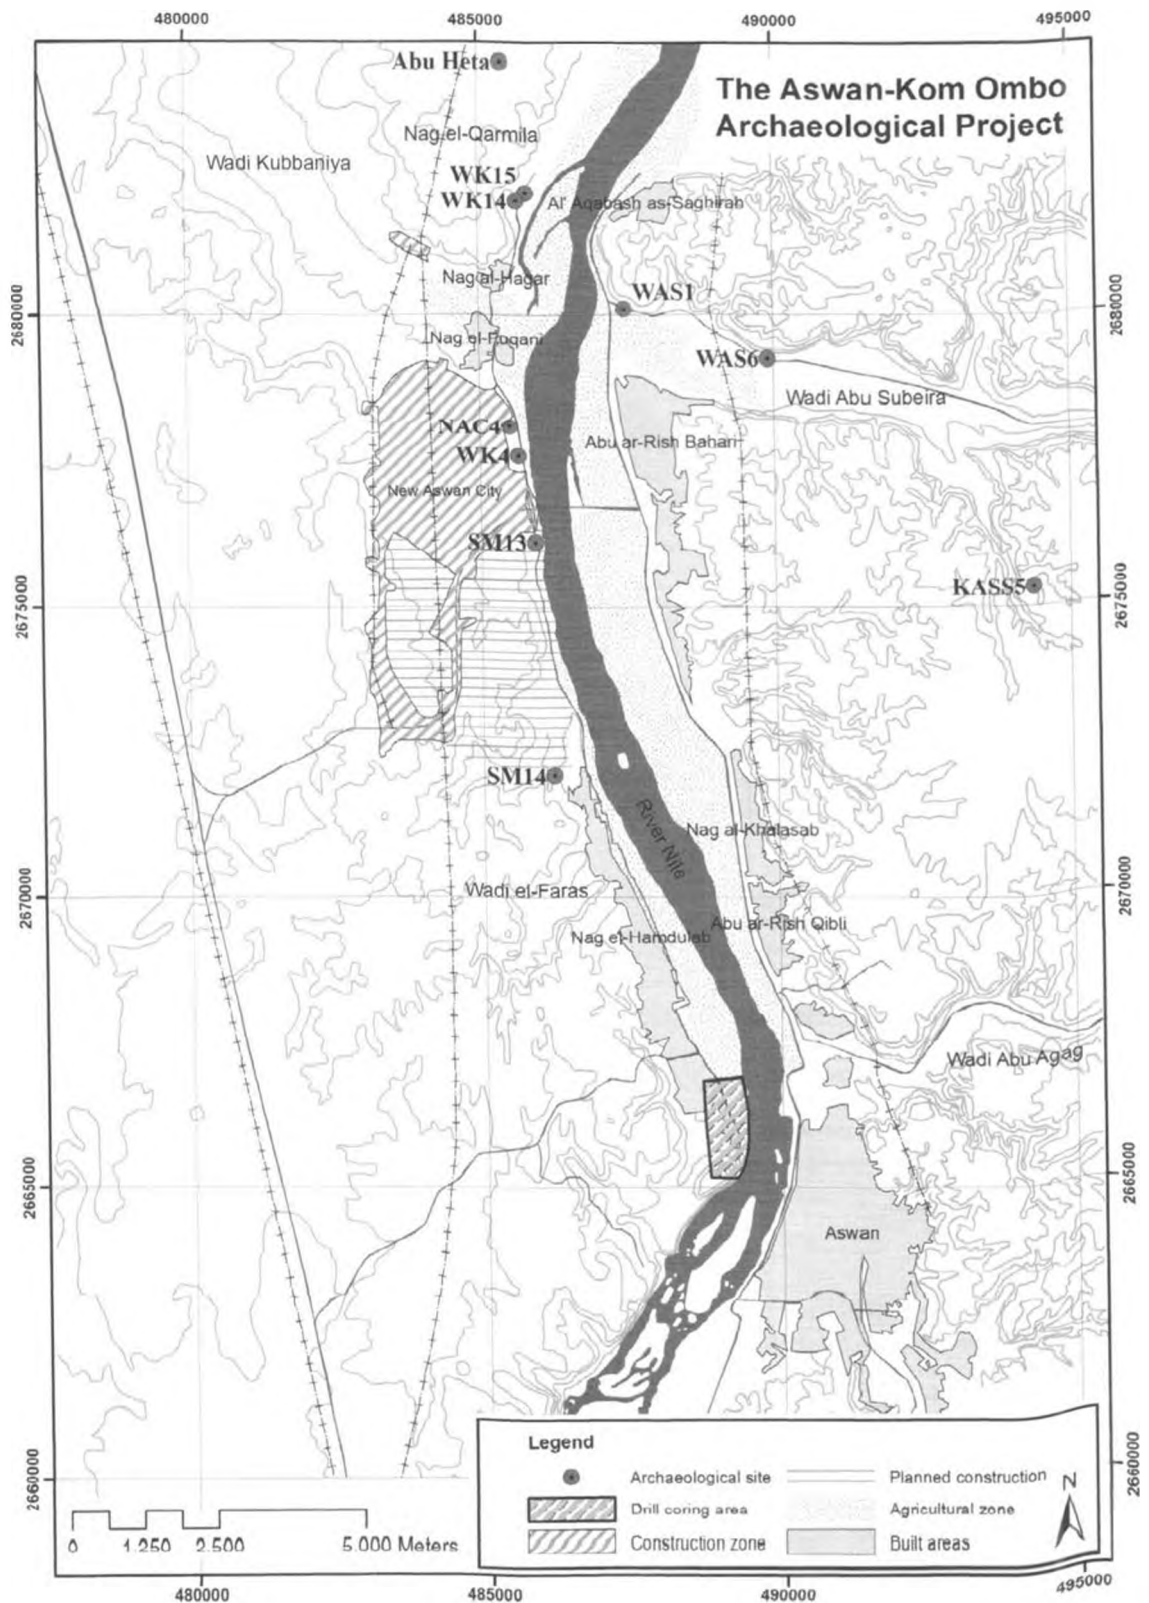 480000
485000
490000
495000
Abu Heta
The Aswan-Kom Ombo
Archaeological Project
Nag el-Qarmila
Wadi Kubbaniya
WK15
WK14
Al' Aqabash as-Saghirah
Nag al-Hagar
WAS1
2680000
2680000
Nag el-Foqani
WAS6
Wadi Abu Subeira
NAC4
Abu ar-Rish Bahari
WK4
New Aswan City
SM13
KASS5
2675000
2675000
SM14
River Nile
Nag al-Khalasab
Wadi el-Faras
2670000
2670000
Abu ar-Rish Qibli
Nag el-Hamdulab
Wadi Abu Agag
2665000
2665000
Aswan
Legend
Archaeological site
Planned construction
N
Drill coring area
Agricultural zone
Construction zone
Built areas
2660000
2660000
0
1.250
2.500
5.000 Meters
480000
485000
490000
495000